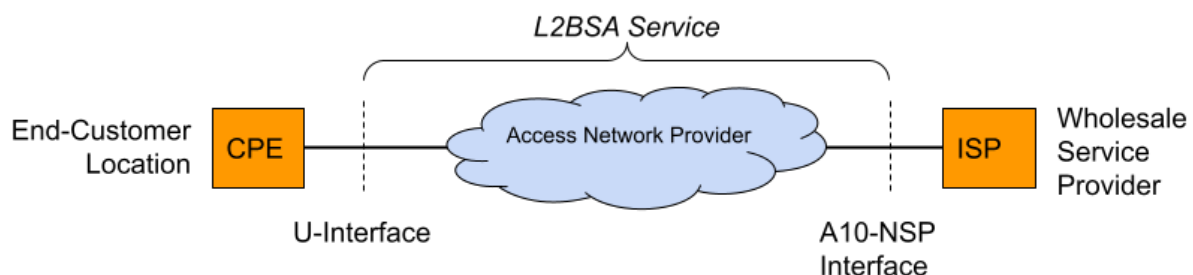 L2BSA Service
End-Customer
Location
CPE
Access Network Provider
ISP
Wholesale
Service
Provider
U-Interface
A10-NSP
Interface